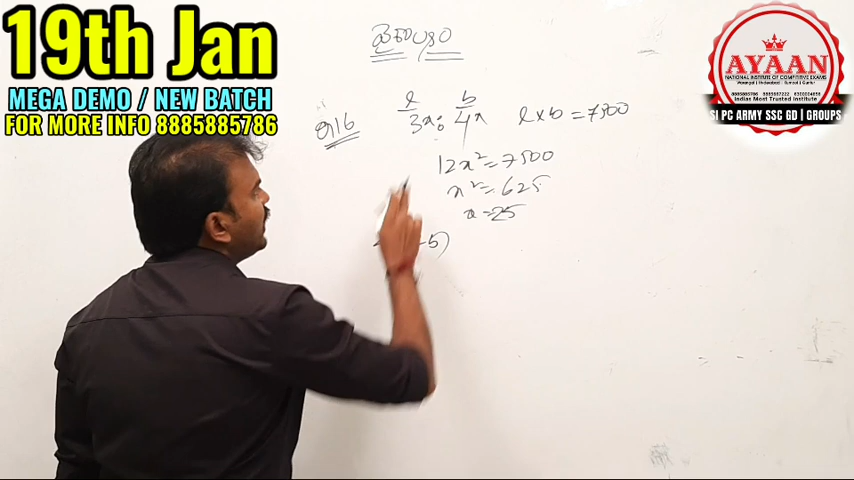 19th Jan
MEGA DEMO / NEW BATCH
FOR MORE INFO 8885885786
AYAAN
NATIONAL INSTITUTE OF COMPETITIVE EXAMS
Indias Most Trusted Institute
SI PC ARMY SSC GD | GROUPS
l b l x b = 7500
3x : 4x
12x² = 7500
x² = 625
x = 25
5)